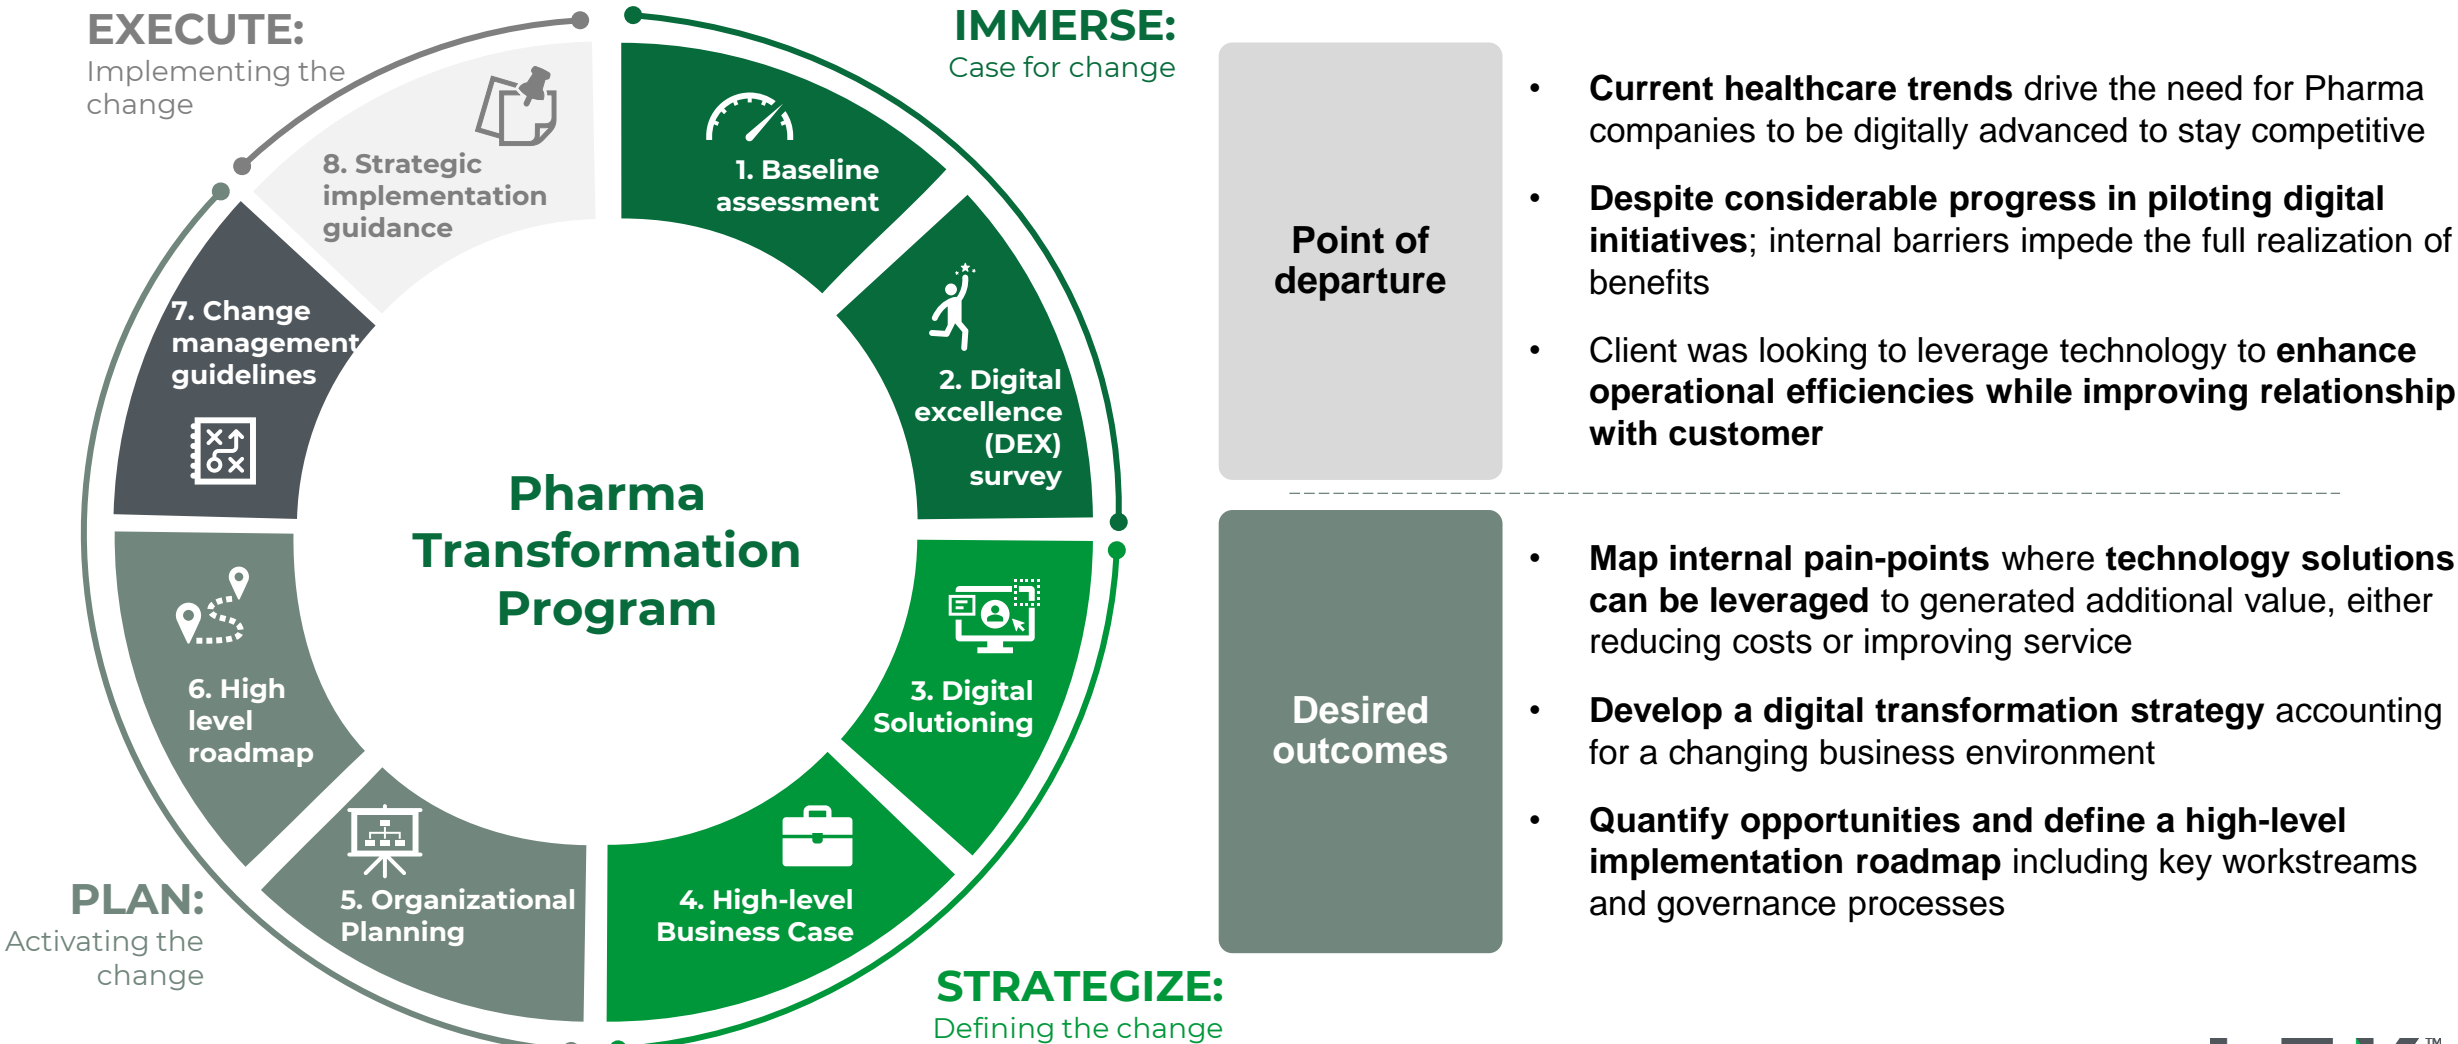 EXECUTE:
Implementing the
change
IMMERSE:
Case for change
1. Baseline
assessment
2. Digital
excellence
(DEX)
survey
3. Digital
Solutioning
4. High-level
Business Case
5. Organizational
Planning
6. High
level
roadmap
7. Change
management
guidelines
8. Strategic
implementation
guidance
Pharma
Transformation
Program
PLAN:
Activating the
change
STRATEGIZE:
Defining the change
Point of
departure
• Current healthcare trends drive the need for Pharma
companies to be digitally advanced to stay competitive
• Despite considerable progress in piloting digital
initiatives; internal barriers impede the full realization of
benefits
• Client was looking to leverage technology to enhance
operational efficiencies while improving relationship
with customer
Desired
outcomes
• Map internal pain-points where technology solutions
can be leveraged to generated additional value, either
reducing costs or improving service
• Develop a digital transformation strategy accounting
for a changing business environment
• Quantify opportunities and define a high-level
implementation roadmap including key workstreams
and governance processes
TM